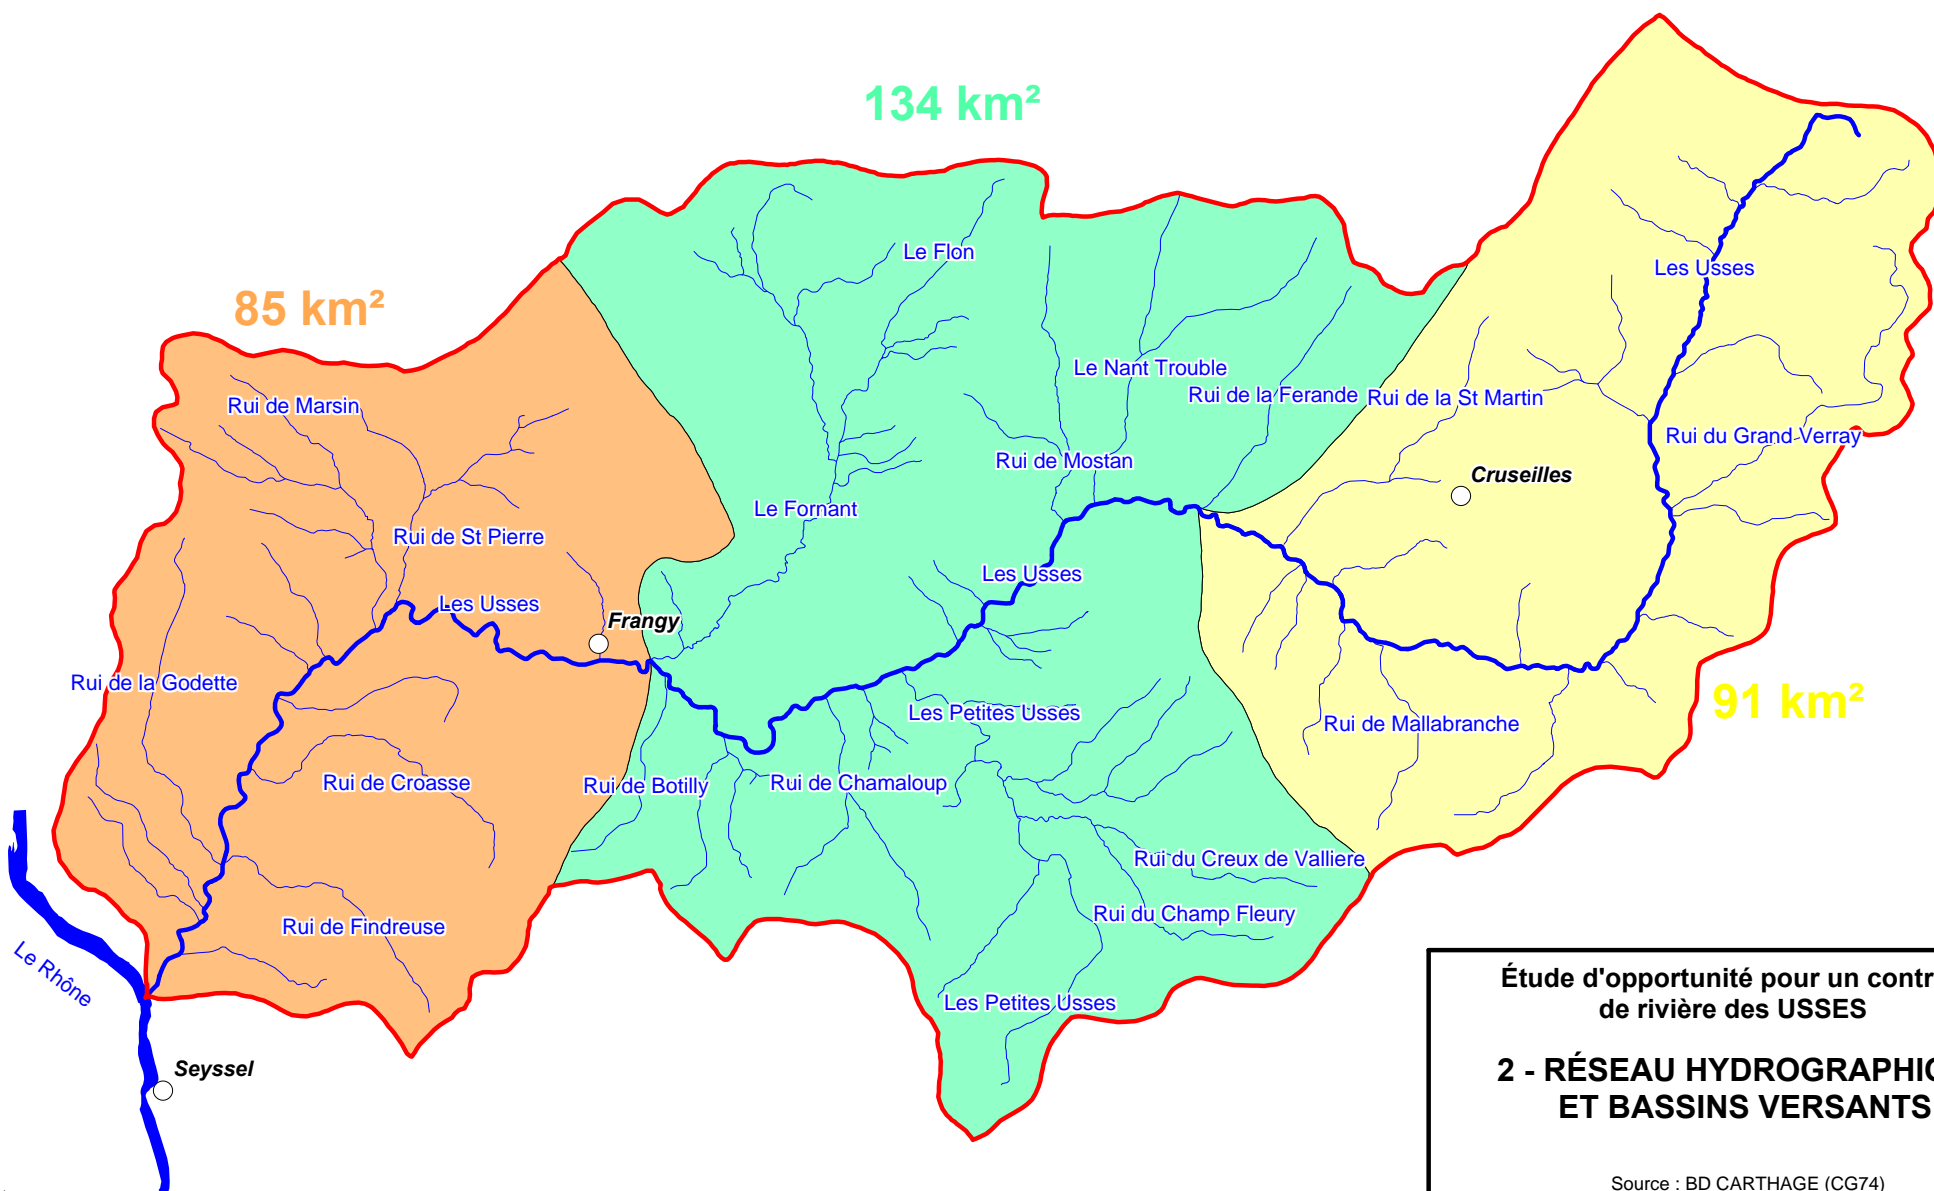 134 km²
85 km²
Le Flon
Les Usses
Le Nant Trouble
Rui de la Ferande
Rui de la St Martin
Rui de Marsin
Rui du Grand Verray
Rui de Mostan
Cruseilles
Le Fornant
Rui de St Pierre
Les Usses
Les Usses
Frangy
Rui de la Godette
91 km²
Les Petites Usses
Rui de Mallabranche
Rui de Croasse
Rui de Botilly
Rui de Chamaloup
Rui du Creux de Valliere
Rui du Champ Fleury
Rui de Findreuse
Le Rhône
Les Petites Usses
Seyssel
Étude d'opportunité pour un contr
de rivière des USSES
2 - RÉSEAU HYDROGRAPHIQ
ET BASSINS VERSANTS
Source : BD CARTHAGE (CG74)